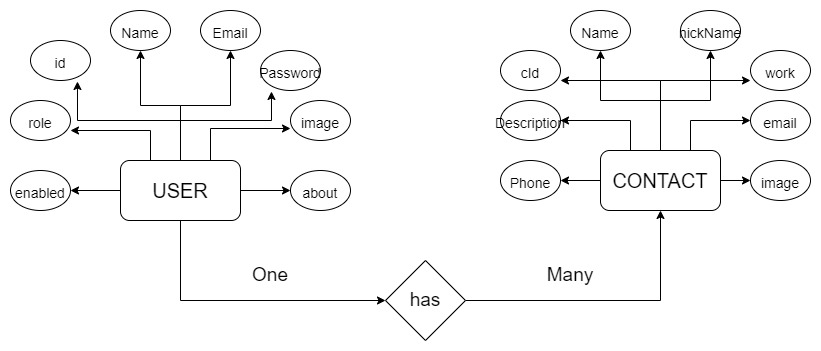 Name
Email
Name
nickName
id
Password
cId
work
role
image
Description
email
enabled
USER
about
Phone
CONTACT
image
One
Many
has